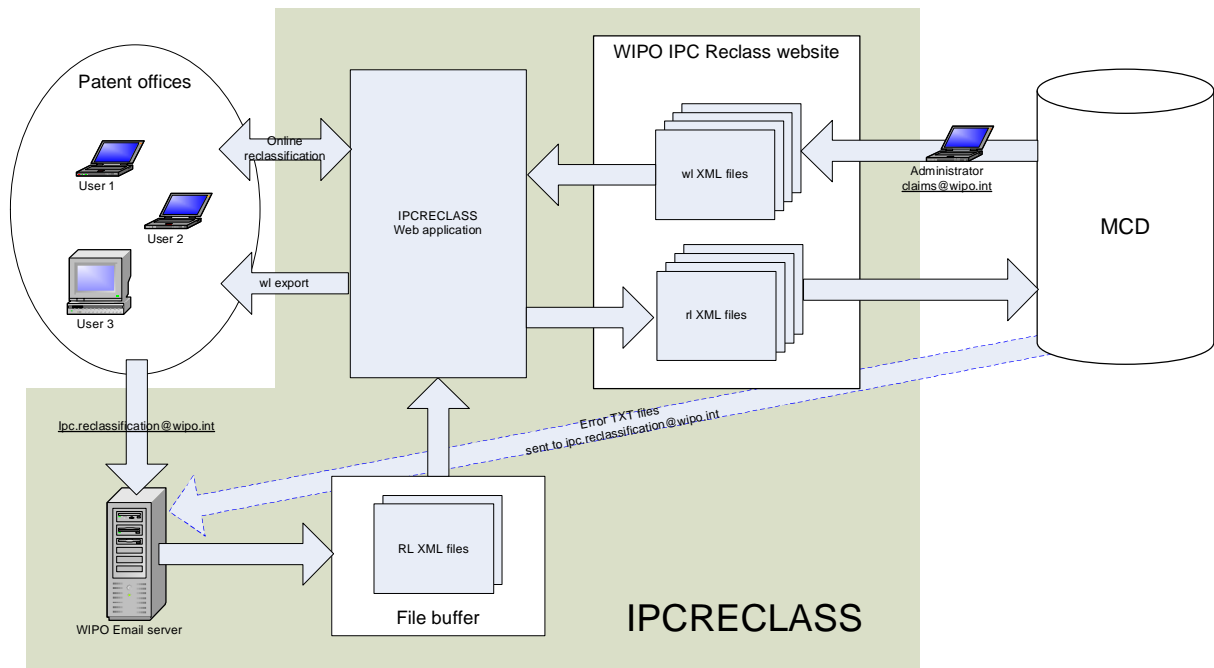 Patent offices
User 1
User 2
User 3
Online
reclassification
wl export
IPCRECLASS
Web application
WIPO IPC Reclass website
wl XML files
rl XML files
Administrator
claims@wipo.int
MCD
Error TXT files
sent to ipc.reclassification@wipo.int
Ipc.reclassification@wipo.int
WIPO Email server
RL XML files
File buffer
IPCRECLASS